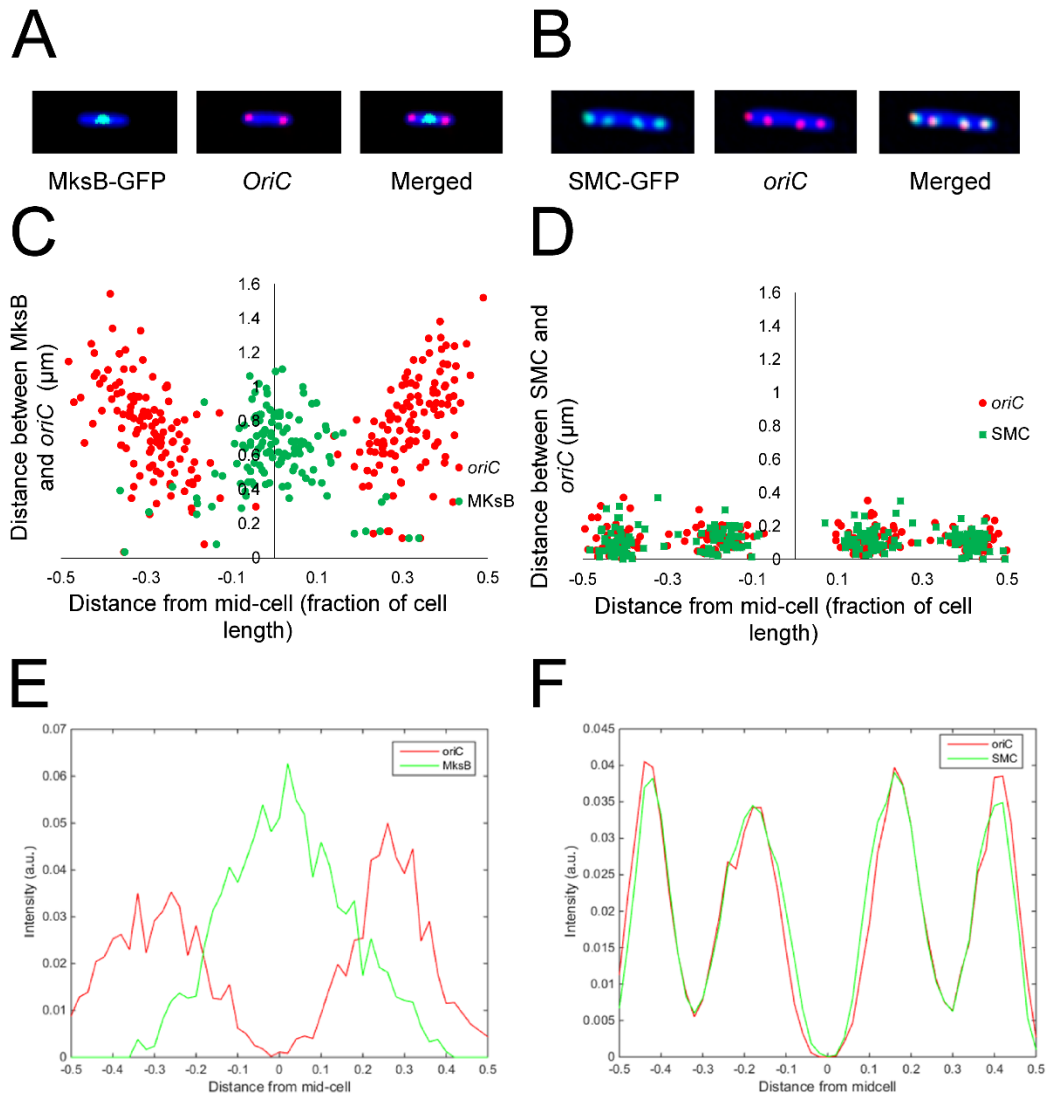 A
B
MksB-GFP
OriC
Merged
SMC-GFP
oriC
Merged
C
D
Distance between MksB
and oriC (µm)
1.6
1.4
1.2
1
0.8
0.6
0.4
0.2
0
-0.5
-0.3
-0.1
0.1
0.3
0.5
oriC
MKsB
Distance from mid-cell (fraction of cell
length)
Distance between SMC and
oriC (µm)
1.6
1.4
1.2
1
0.8
0.6
0.4
0.2
0
-0.5
-0.3
-0.1
0.1
0.3
0.5
oriC
SMC
Distance from mid-cell (fraction of cell
length)
E
F
Intensity (a.u.)
0.07
0.06
0.05
0.04
0.03
0.02
0.01
0
-0.5
-0.4
-0.3
-0.2
-0.1
0
0.1
0.2
0.3
0.4
0.5
oriC
MksB
Distance from mid-cell
Intensity (a.u.)
0.045
0.04
0.035
0.03
0.025
0.02
0.015
0.01
0.005
0
-0.5
-0.4
-0.3
-0.2
-0.1
0
0.1
0.2
0.3
0.4
0.5
oriC
SMC
Distance from midcell